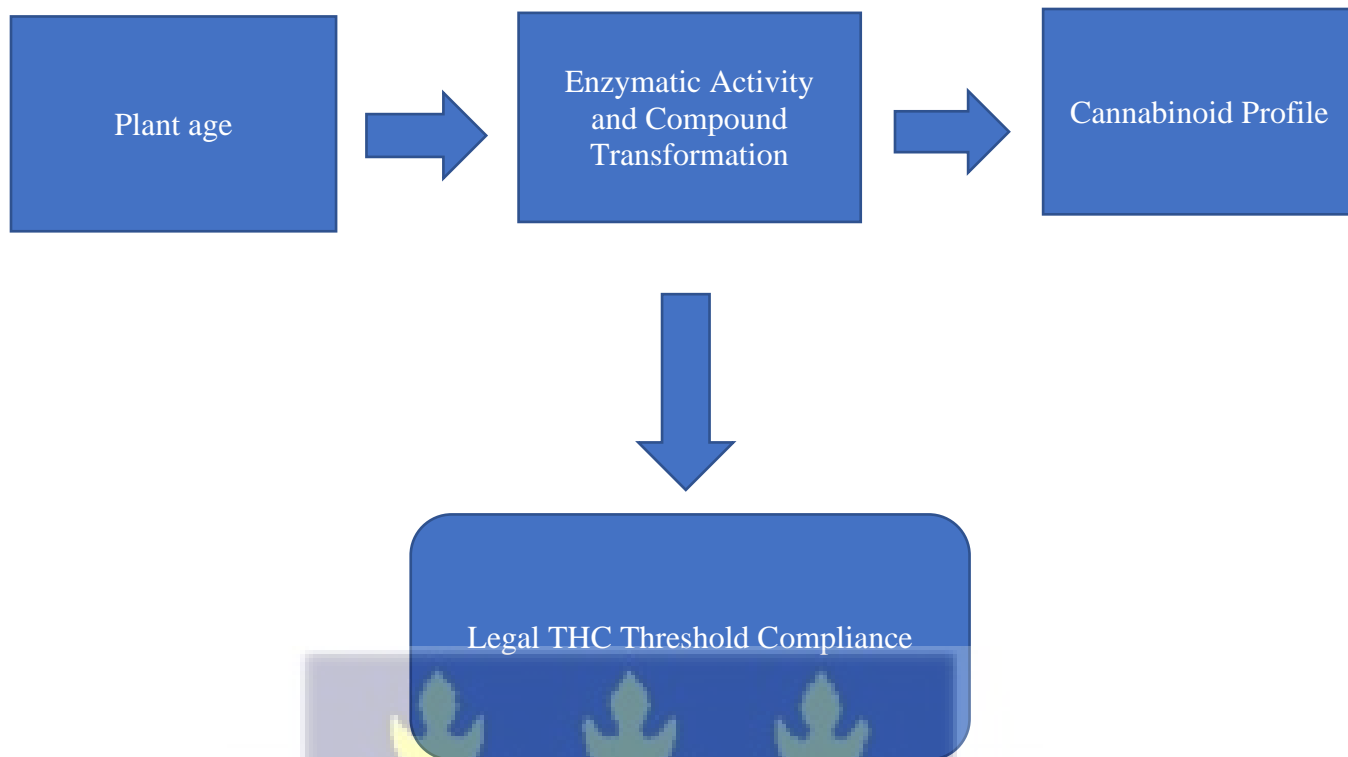 Plant age
Enzymatic Activity
and Compound
Transformation
Cannabinoid Profile
Legal THC Threshold Compliance